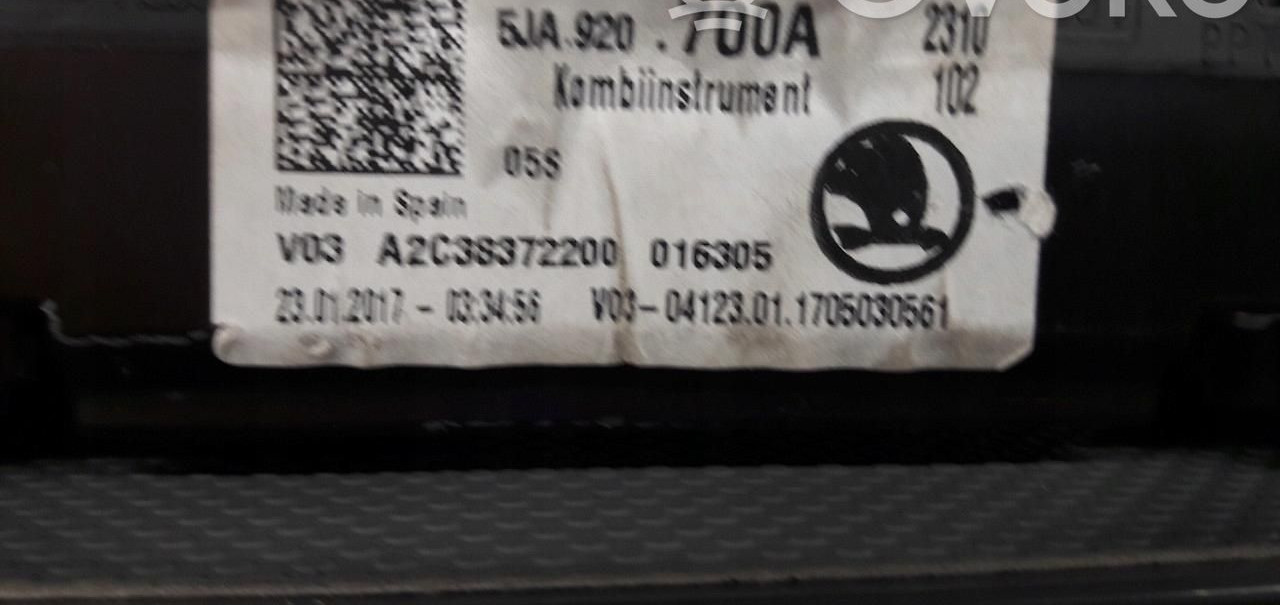 5JA.920 . 700A 2310
Kombiinstrument 102
05S
Made in Spain
V03 A2C38372200 016305
23.01.2017 - 03:34:56 V03-04123.01.1705030561